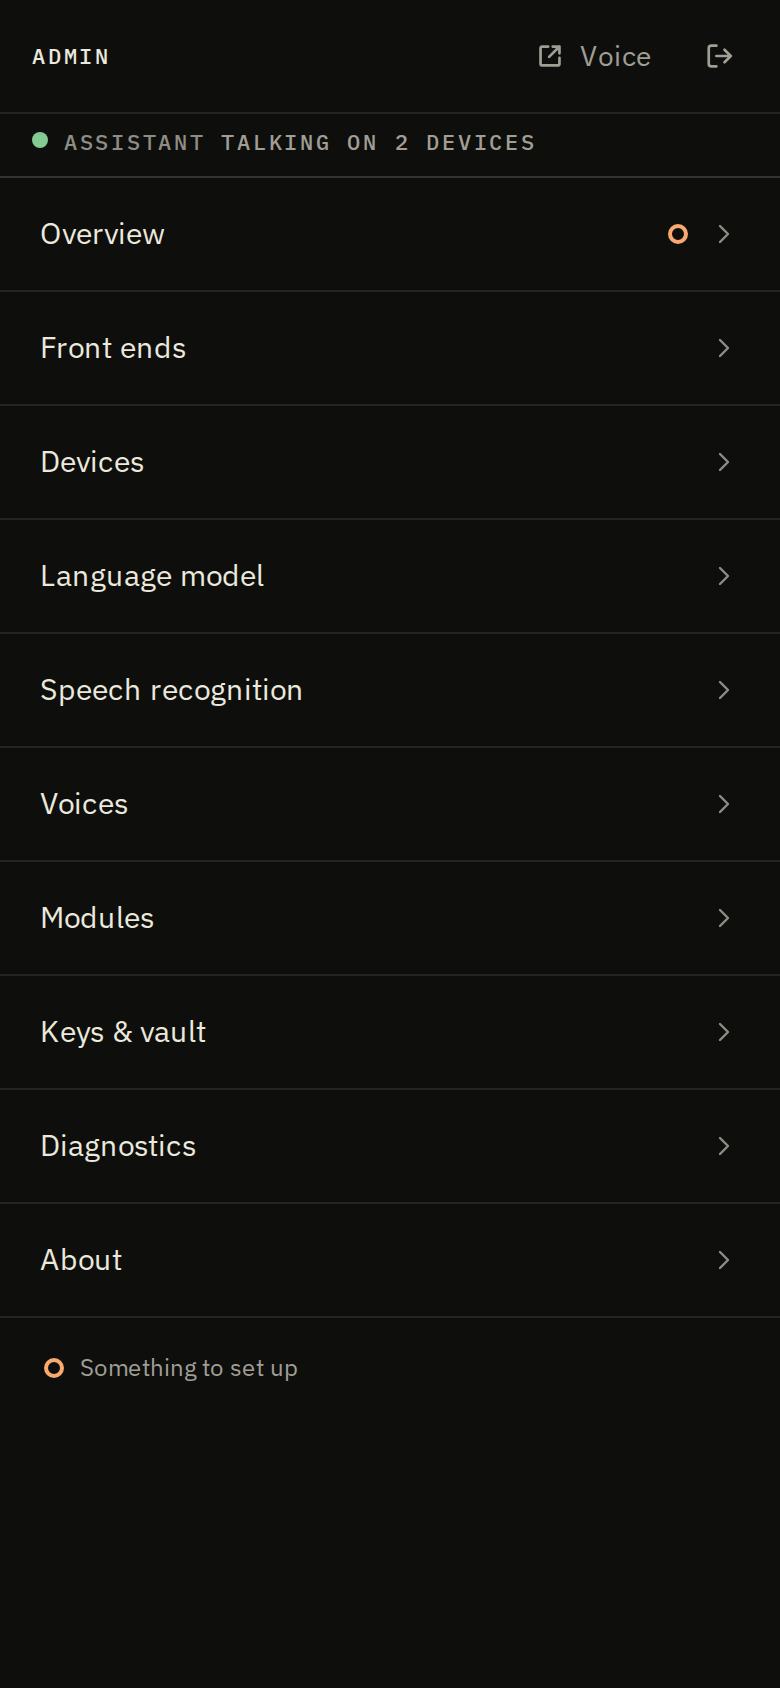 ADMIN
Voice
ASSISTANT TALKING ON 2 DEVICES
Overview
Front ends
Devices
Language model
Speech recognition
Voices
Modules
Keys & vault
Diagnostics
About
Something to set up